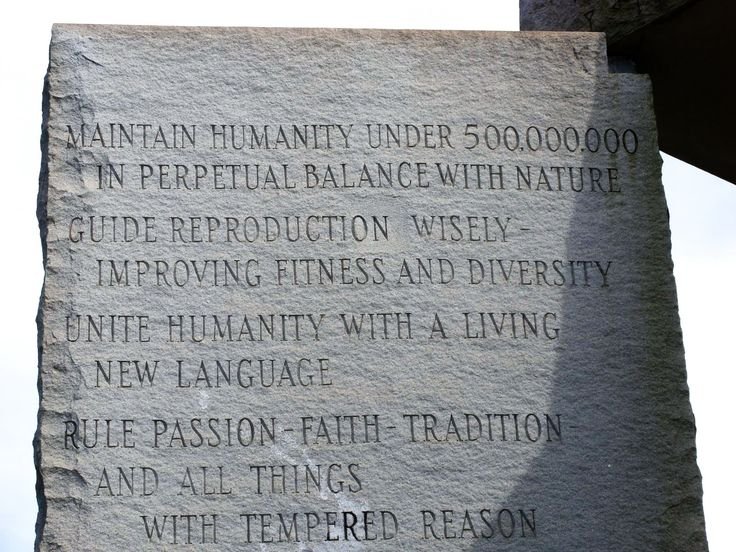 MAINTAIN HUMANITY UNDER 500,000,000
IN PERPETUAL BALANCE WITH NATURE
GUIDE REPRODUCTION WISELY-
IMPROVING FITNESS AND DIVERSITY
UNITE HUMANITY WITH A LIVING
NEW LANGUAGE
RULE PASSION-FAITH-TRADITION
AND ALL THINGS
WITH TEMPERED REASON